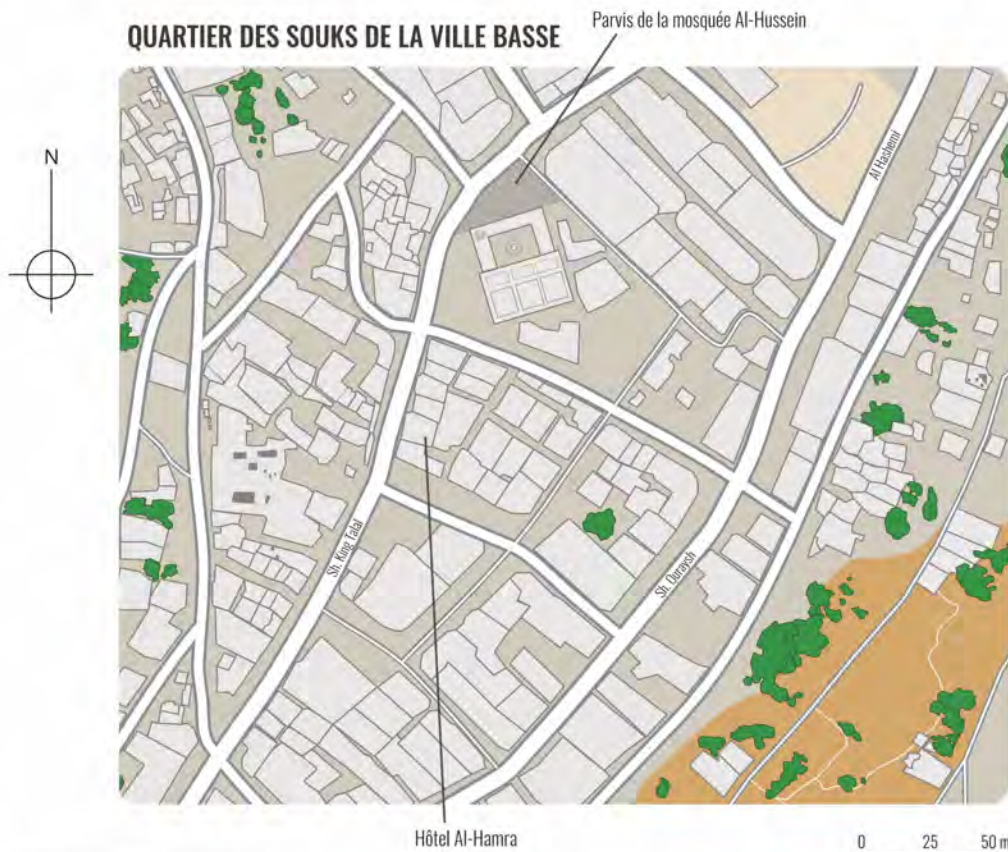 Parvis de la mosquée Al-Hussein
QUARTIER DES SOUKS DE LA VILLE BASSE
N
Al Hashemi
Sh. King Talal
Sh. Quraysh
Hôtel Al-Hamra
0 25 50 m